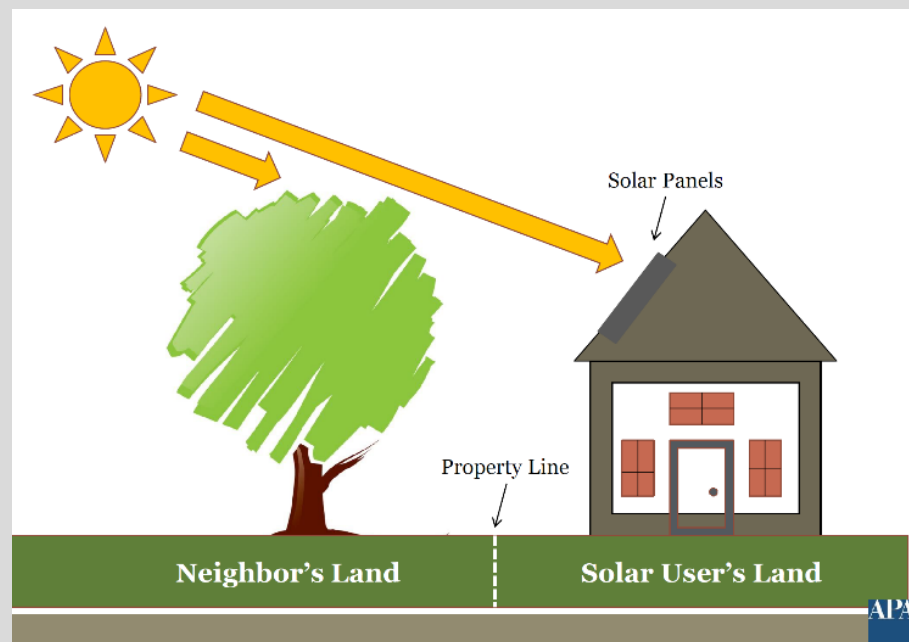 Solar Panels
Property Line
Neighbor's Land
Solar User's Land
APA